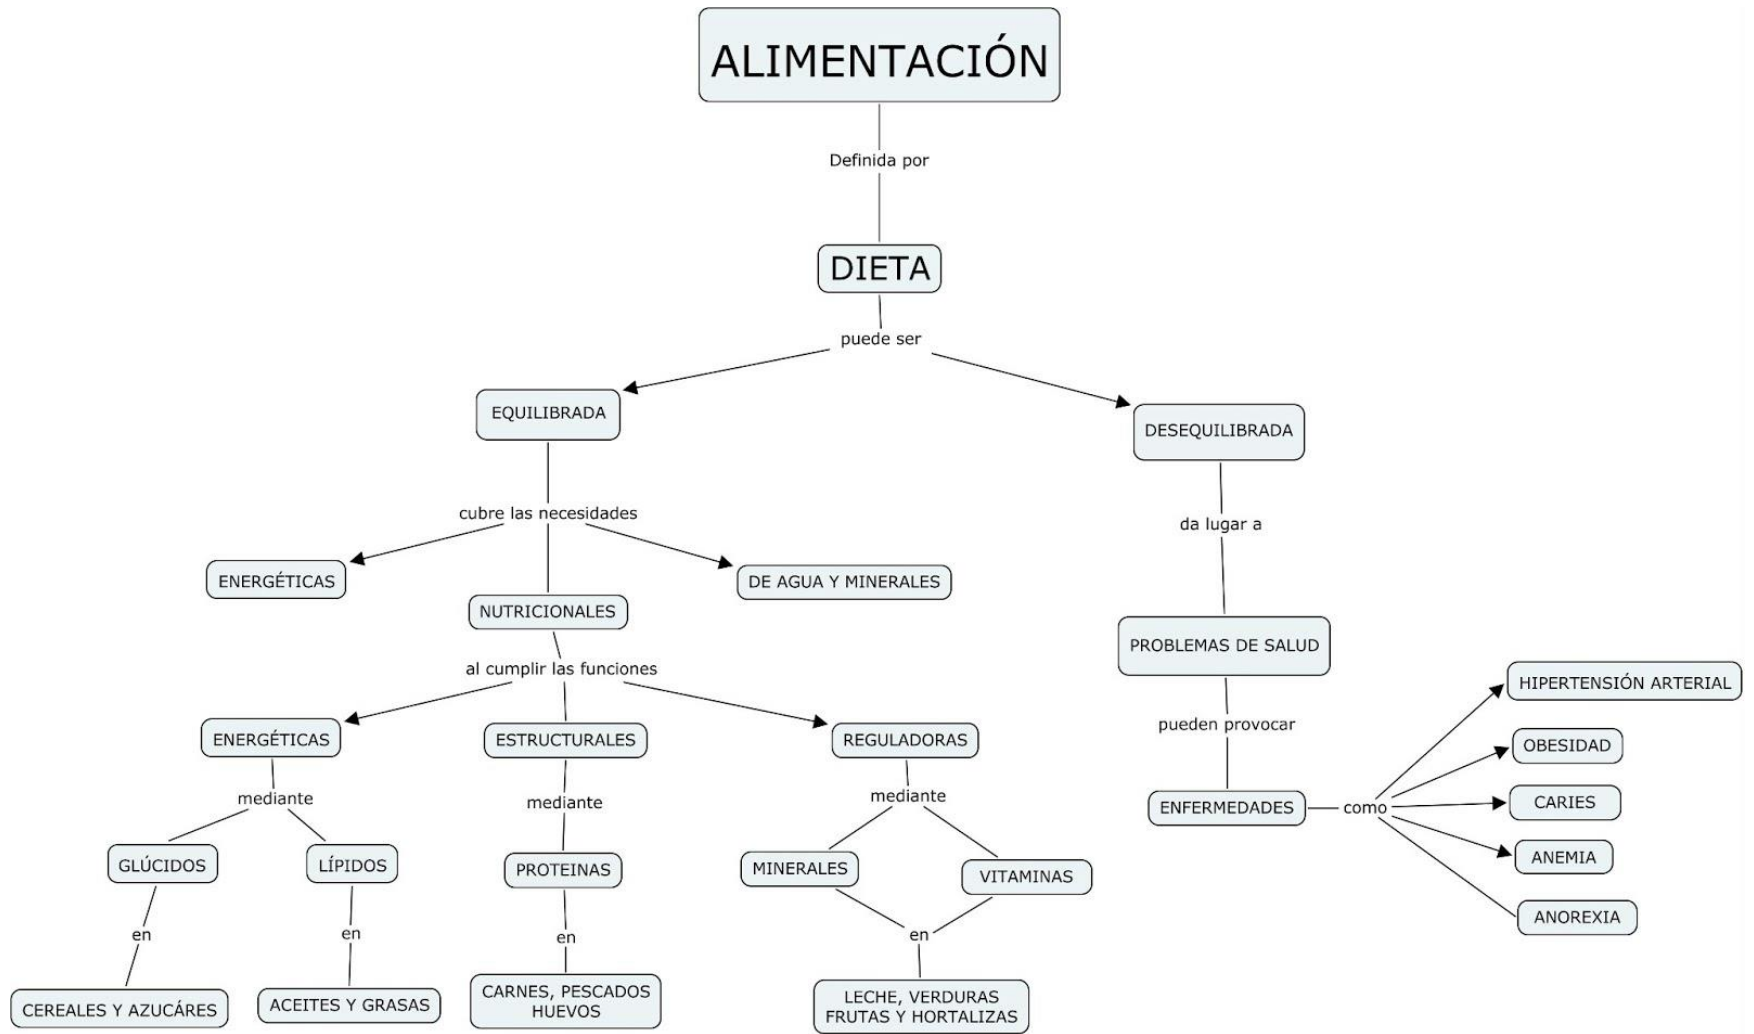 ALIMENTACIÓN
Definida por
DIETA
puede ser
EQUILIBRADA
DESEQUILIBRADA
cubre las necesidades
da lugar a
ENERGÉTICAS
DE AGUA Y MINERALES
NUTRICIONALES
PROBLEMAS DE SALUD
al cumplir las funciones
pueden provocar
ENERGÉTICAS
ESTRUCTURALES
REGULADORAS
mediante
mediante
mediante
ENFERMEDADES
como
HIPERTENSIÓN ARTERIAL
OBESIDAD
CARIES
ANEMIA
ANOREXIA
GLÚCIDOS
LÍPIDOS
PROTEINAS
MINERALES
VITAMINAS
en
en
en
en
CEREALES Y AZUCÁRES
ACEITES Y GRASAS
CARNES, PESCADOS
HUEVOS
LECHE, VERDURAS
FRUTAS Y HORTALIZAS